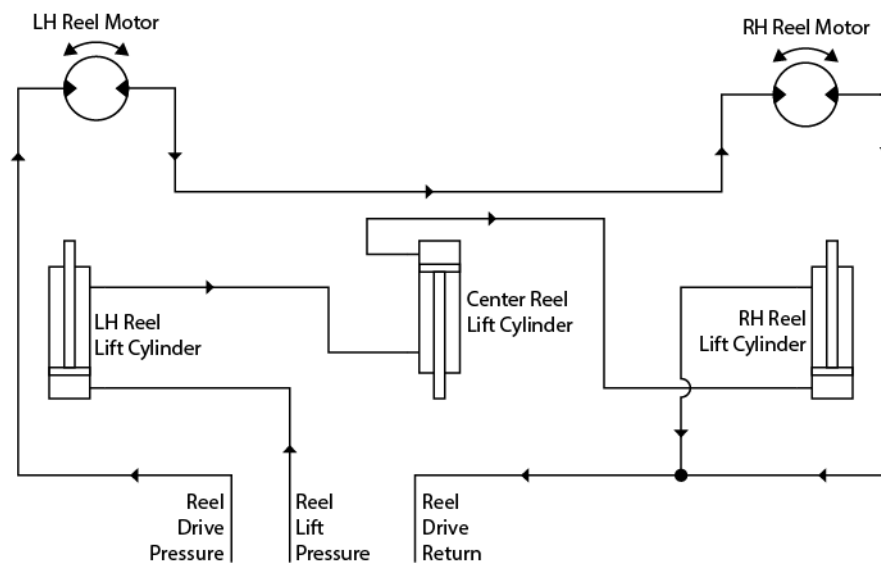 LH Reel Motor
RH Reel Motor
LH Reel
Lift Cylinder
Center Reel
Lift Cylinder
RH Reel
Lift Cylinder
Reel
Drive
Pressure
Reel
Lift
Pressure
Reel
Drive
Return